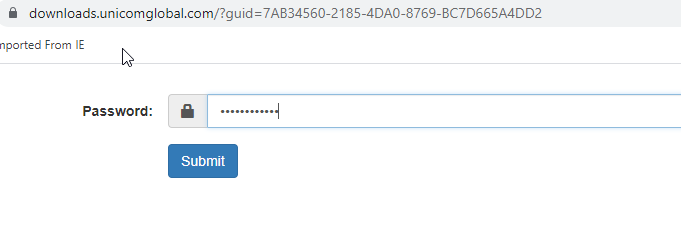 downloads.unicomglobal.com/?guid=7AB34560-2185-4DA0-8769-BC7D665A4DD2
mported From IE
Password: ••••••••••••
Submit